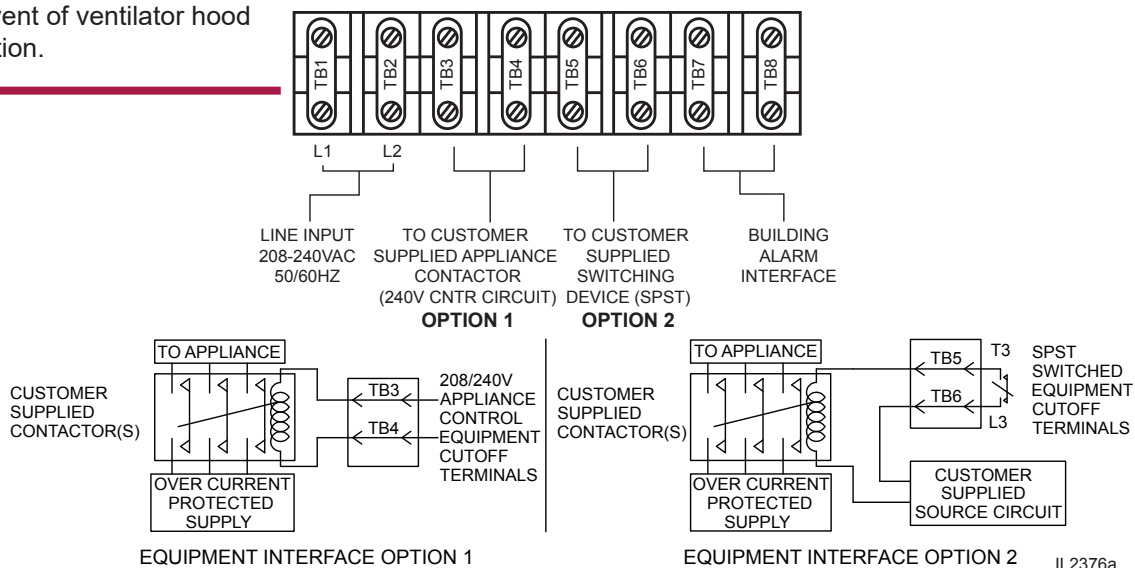 vent of ventilator hood
tion.
TB1 TB2 TB3 TB4 TB5 TB6 TB7 TB8
L1 L2
LINE INPUT
208-240VAC
50/60HZ
TO CUSTOMER
SUPPLIED APPLIANCE
CONTACTOR
(240V CNTR CIRCUIT)
OPTION 1
TO CUSTOMER
SUPPLIED
SWITCHING
DEVICE (SPST)
OPTION 2
BUILDING
ALARM
INTERFACE
TO APPLIANCE
CUSTOMER
SUPPLIED
CONTACTOR(S)
OVER CURRENT
PROTECTED
SUPPLY
TB3
TB4
208/240V
APPLIANCE
CONTROL
EQUIPMENT
CUTOFF
TERMINALS
EQUIPMENT INTERFACE OPTION 1
TO APPLIANCE
CUSTOMER
SUPPLIED
CONTACTOR(S)
OVER CURRENT
PROTECTED
SUPPLY
TB5
TB6
T3
L3
SPST
SWITCHED
EQUIPMENT
CUTOFF
TERMINALS
CUSTOMER
SUPPLIED
SOURCE CIRCUIT
EQUIPMENT INTERFACE OPTION 2
IL2376a